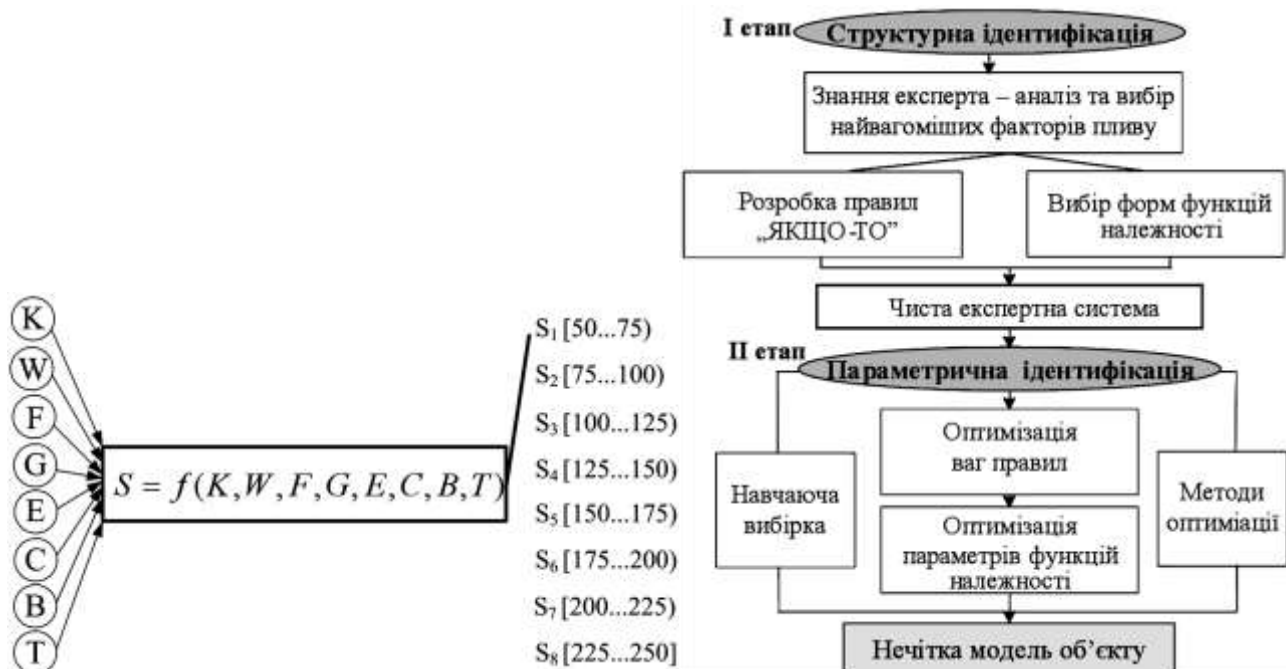 K
W
F
G
E
C
B
T
S = f(K,W,F,G,E,C,B,T)
S₁ [50...75)
S₂ [75...100)
S₃ [100...125)
S₄ [125...150)
S₅ [150...175)
S₆ [175...200)
S₇ [200...225)
S₈ [225...250]
І етап
Структурна ідентифікація
Знання експерта – аналіз та вибір
найвагоміших факторів пливу
Розробка правил
„ЯКЩО-ТО”
Вибір форм функцій
належності
Чиста експертна система
ІІ етап
Параметрична ідентифікація
Навчаюча
вибірка
Оптимізація
ваг правил
Оптимізація
параметрів функцій
належності
Методи
оптиміації
Нечітка модель об’єкту